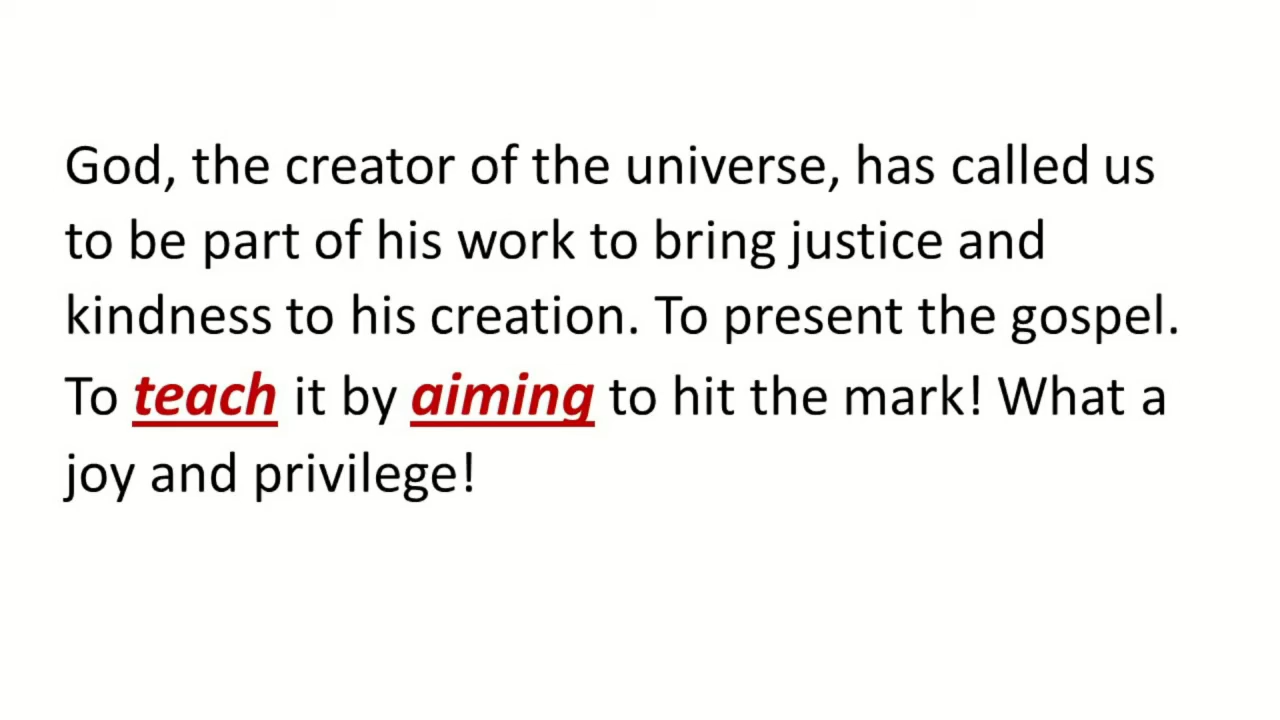 God, the creator of the universe, has called us
to be part of his work to bring justice and
kindness to his creation. To present the gospel.
To teach it by aiming to hit the mark! What a
joy and privilege!